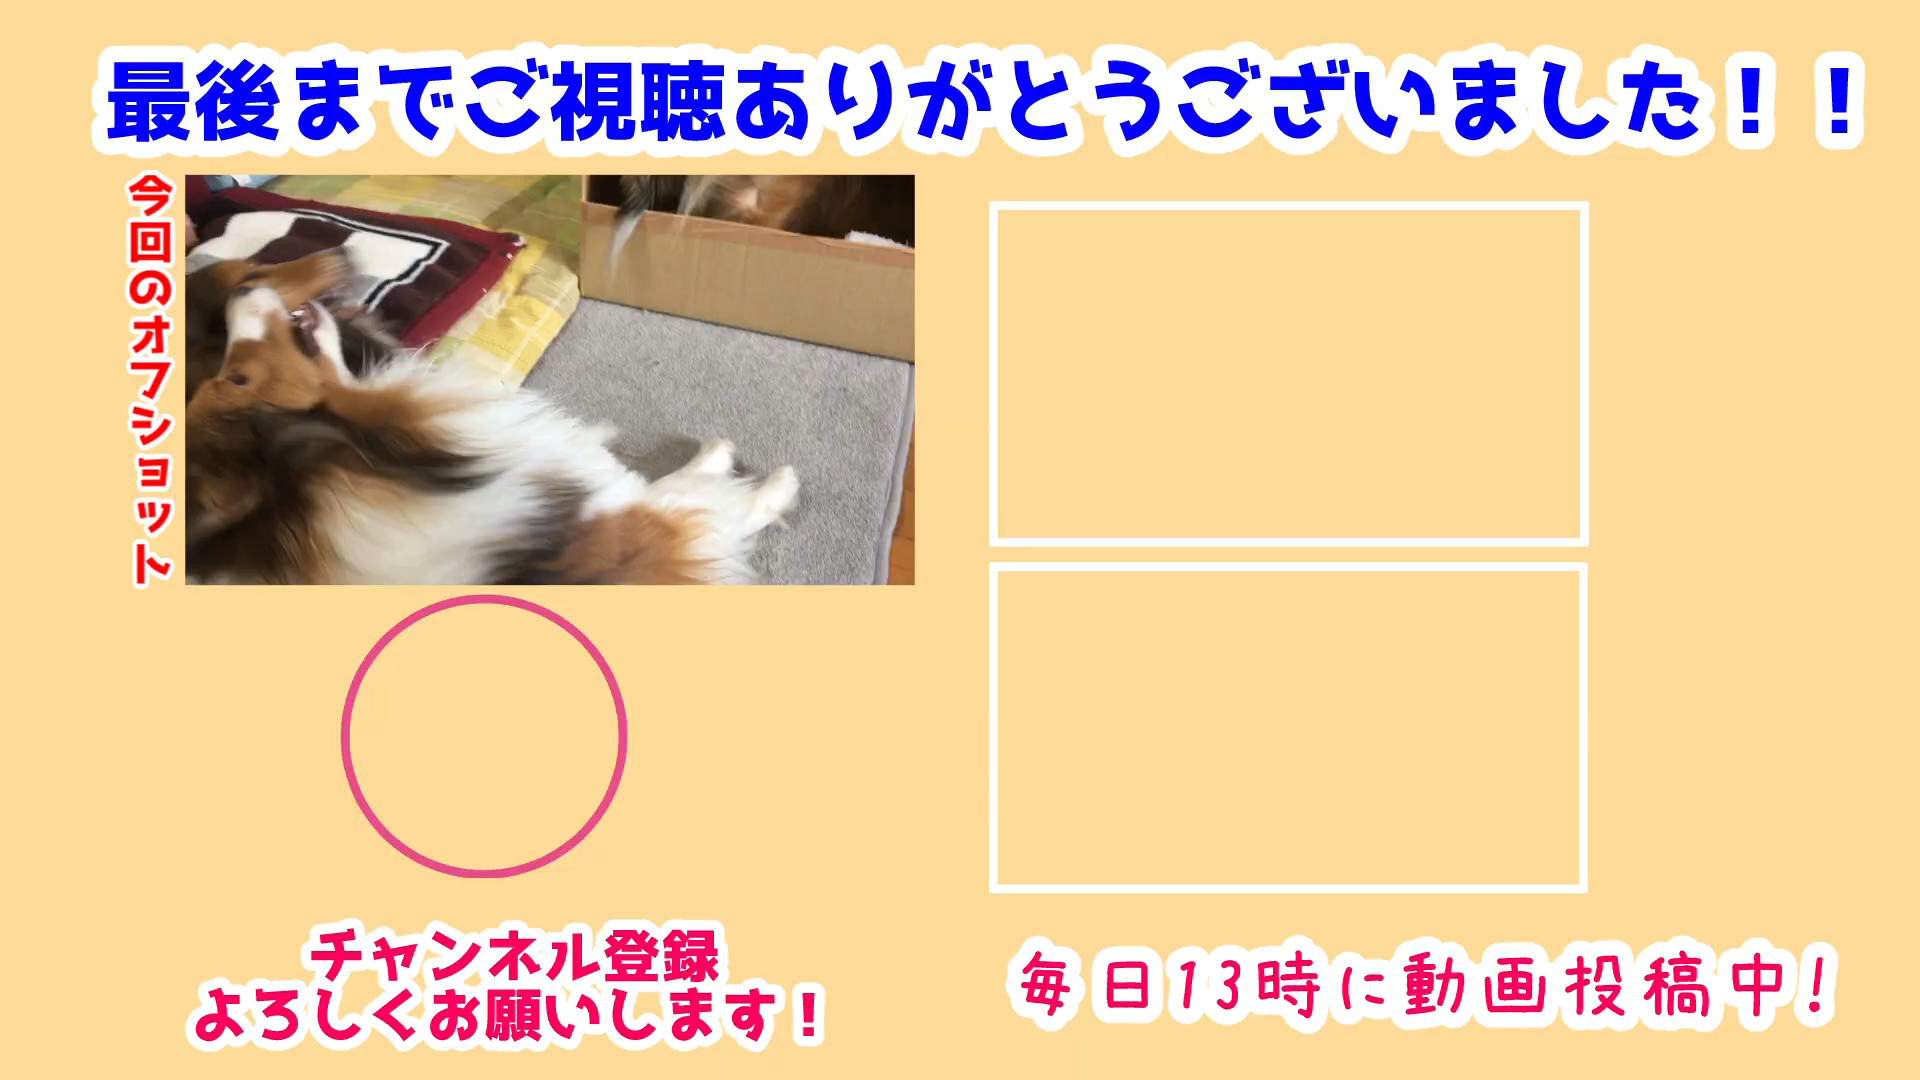 最後までご視聴ありがとうございました！！
今回のオフショット
チャンネル登録
よろしくお願いします！
毎日13時に動画投稿中！